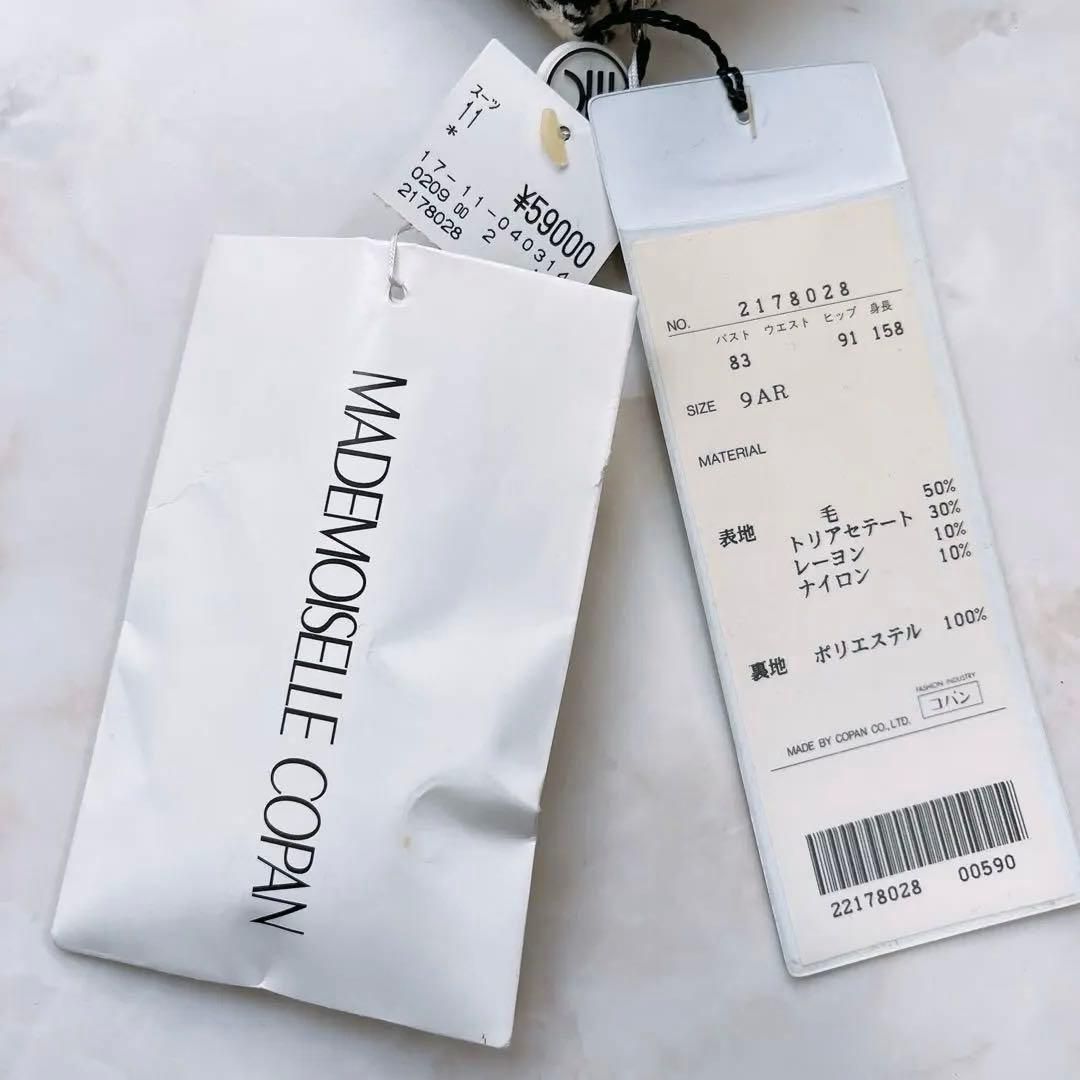 スーツ
11
*
¥59000
17-11-040314
0209 00 2
2178028
MADEMOISELLE COPAN
NO. 2178028
バスト ウエスト ヒップ 身長
83 91 158
SIZE 9AR
MATERIAL
表地 毛 50%
トリアセテート 30%
レーヨン 10%
ナイロン 10%
裏地 ポリエステル 100%
FASHION INDUSTRY
コパン
MADE BY COPAN CO.,LTD.
22178028 00590